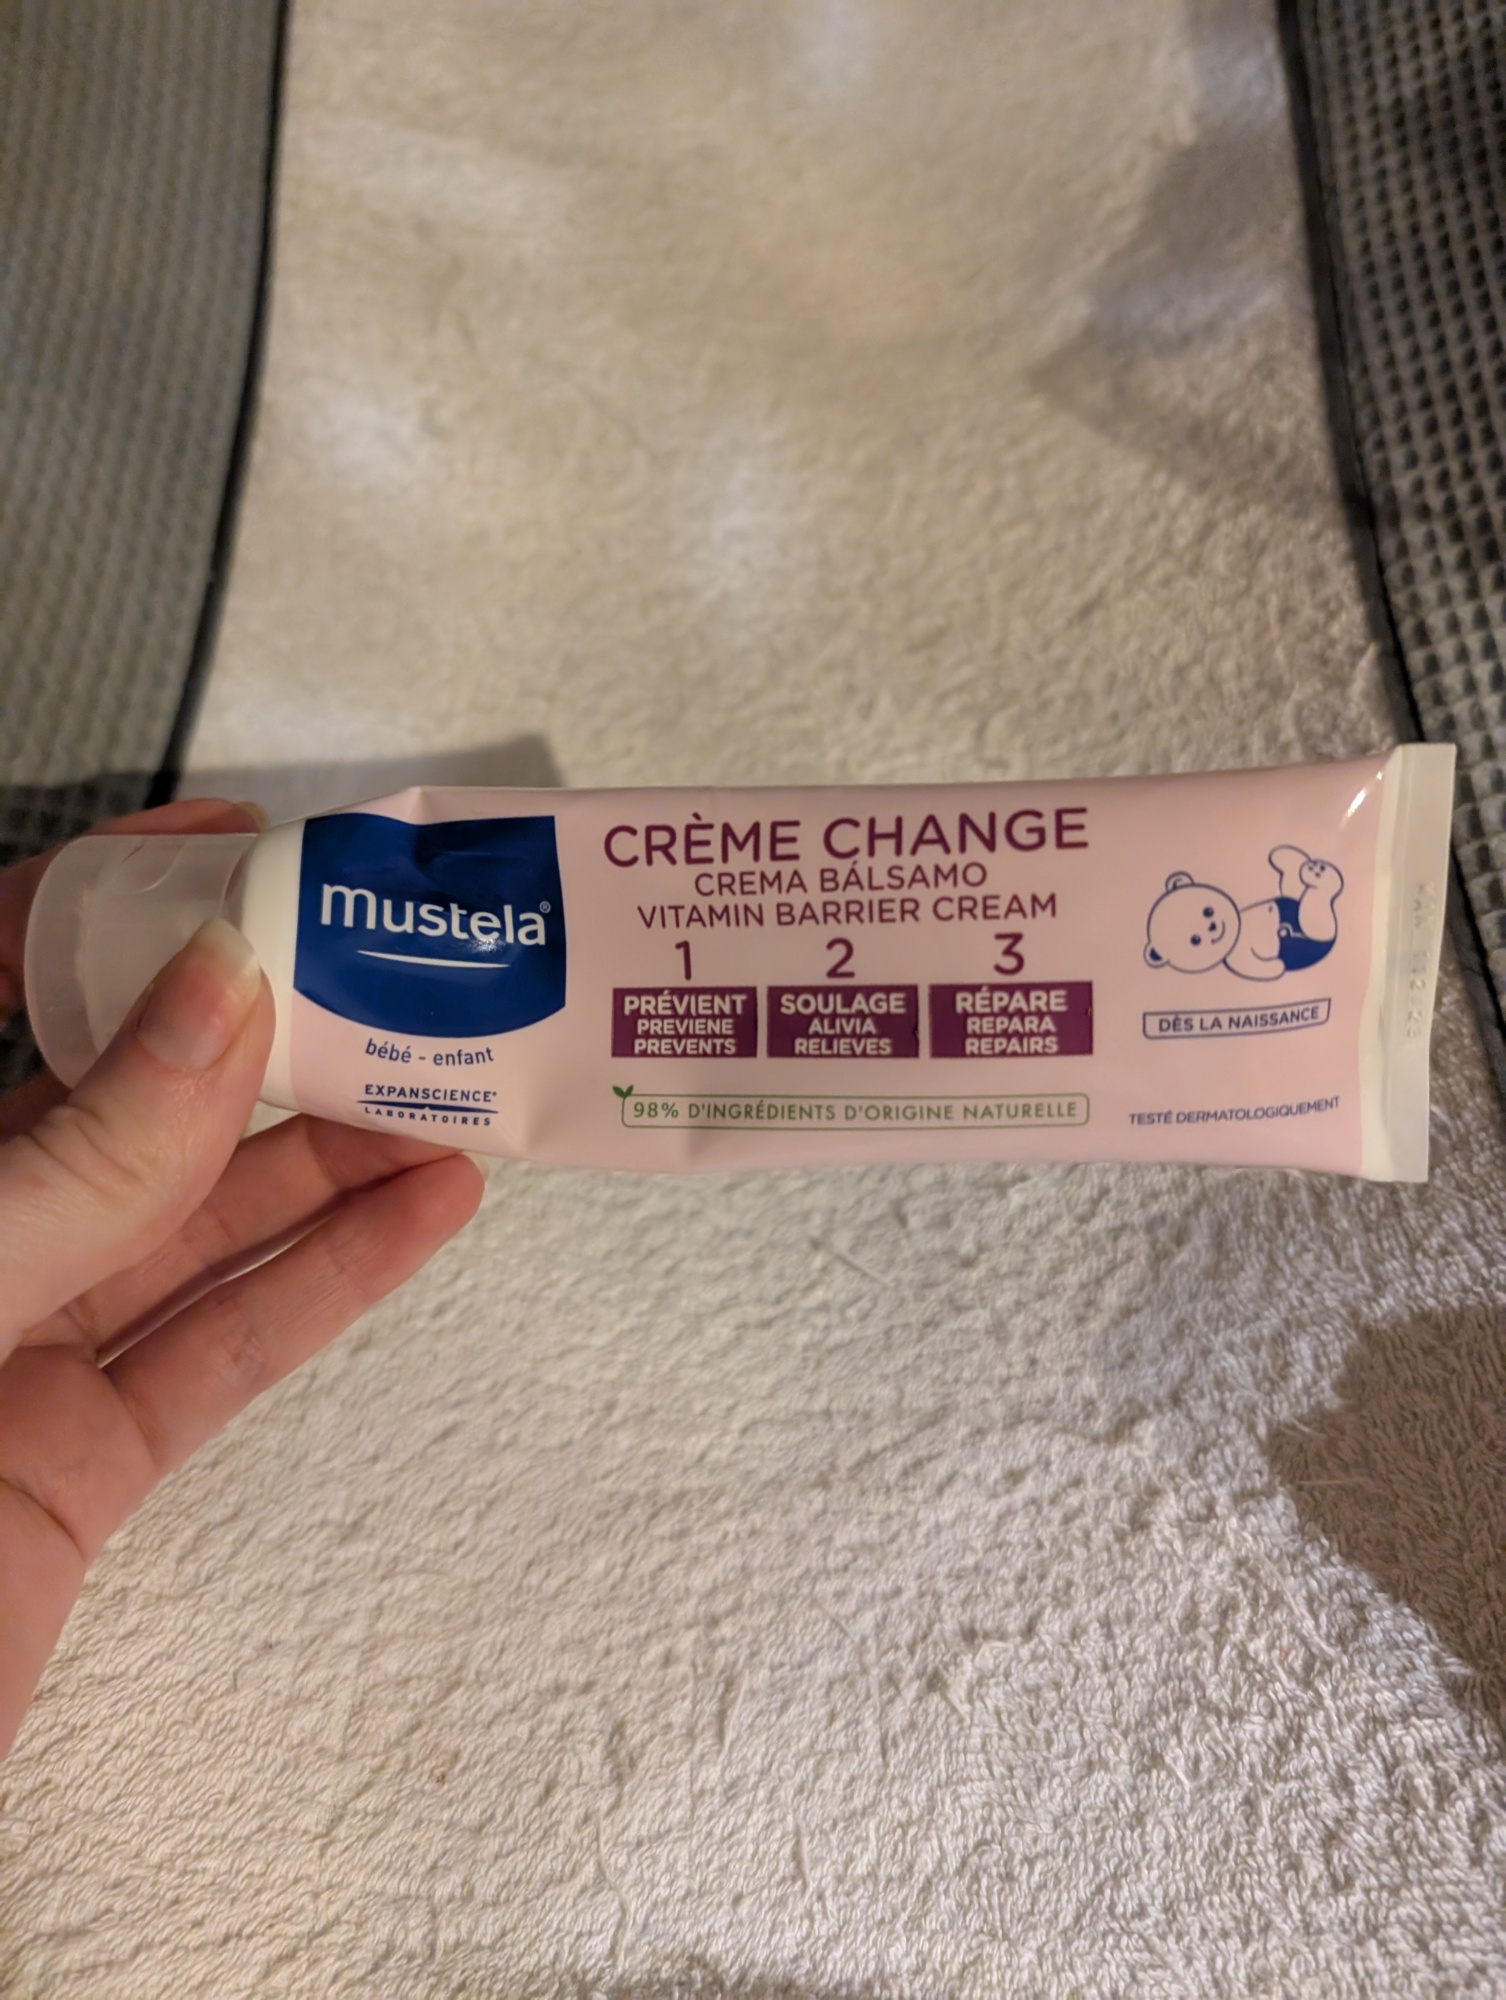 mustela®
bébé - enfant
EXPANSCIENCE®
LABORATOIRES
CRÈME CHANGE
CREMA BÁLSAMO
VITAMIN BARRIER CREAM
1 2 3
PRÉVIENT
PREVIENE
PREVENTS
SOULAGE
ALIVIA
RELIEVES
RÉPARE
REPARA
REPAIRS
98% D'INGRÉDIENTS D'ORIGINE NATURELLE
DÈS LA NAISSANCE
TESTÉ DERMATOLOGIQUEMENT